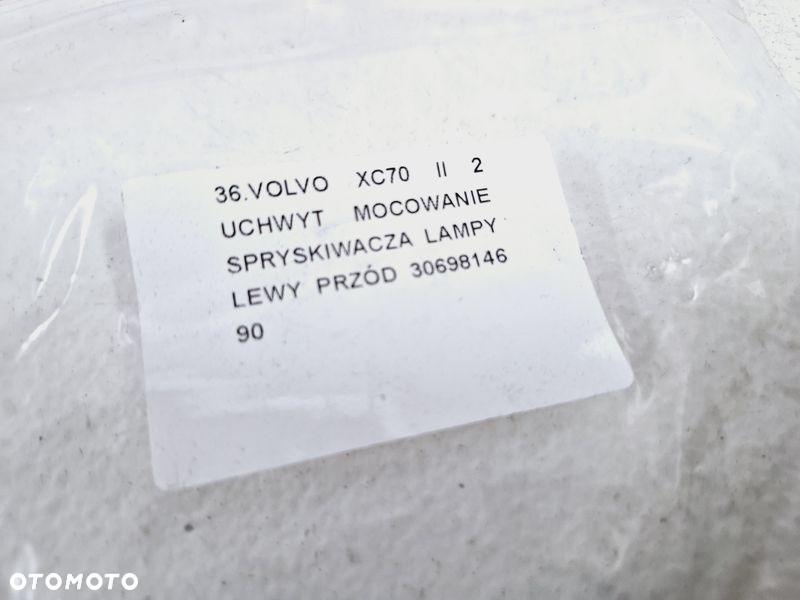 36.VOLVO XC70 II 2
UCHWYT MOCOWANIE
SPRYSKIWACZA LAMPY
LEWY PRZÓD 30698146
90
OTOMOTO